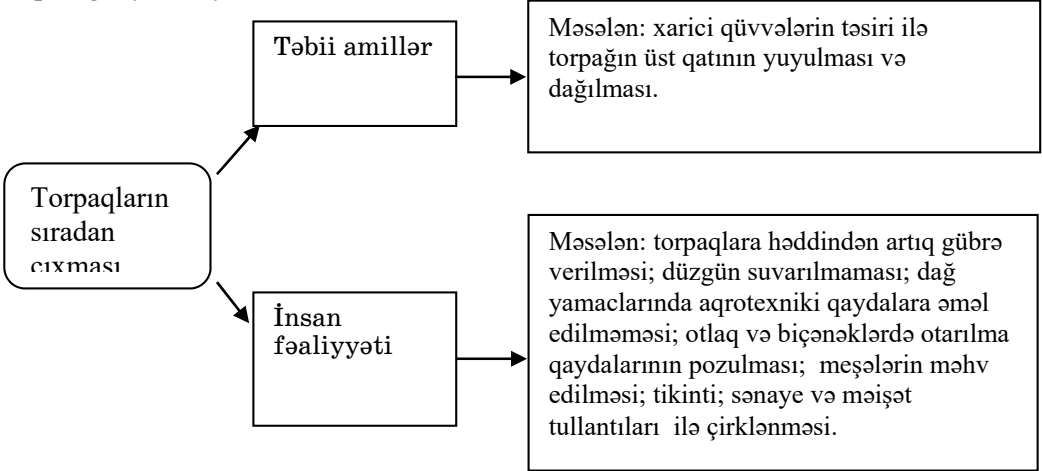 Təbii amillər
Məsələn: xarici qüvvələrin təsiri ilə
torpağın üst qatının yuyulması və
dağılması.
Torpaqların
sıradan
çıxması
İnsan
fəaliyyəti
Məsələn: torpaqlara həddindən artıq gübrə
verilməsi; düzgün suvarılmaması; dağ
yamaclarında aqrotexniki qaydalara əməl
edilməməsi; otlaq və biçənəklərdə otarılma
qaydalarının pozulması; meşələrin məhv
edilməsi; tikinti; sənaye və məişət
tullantıları ilə çirklənməsi.